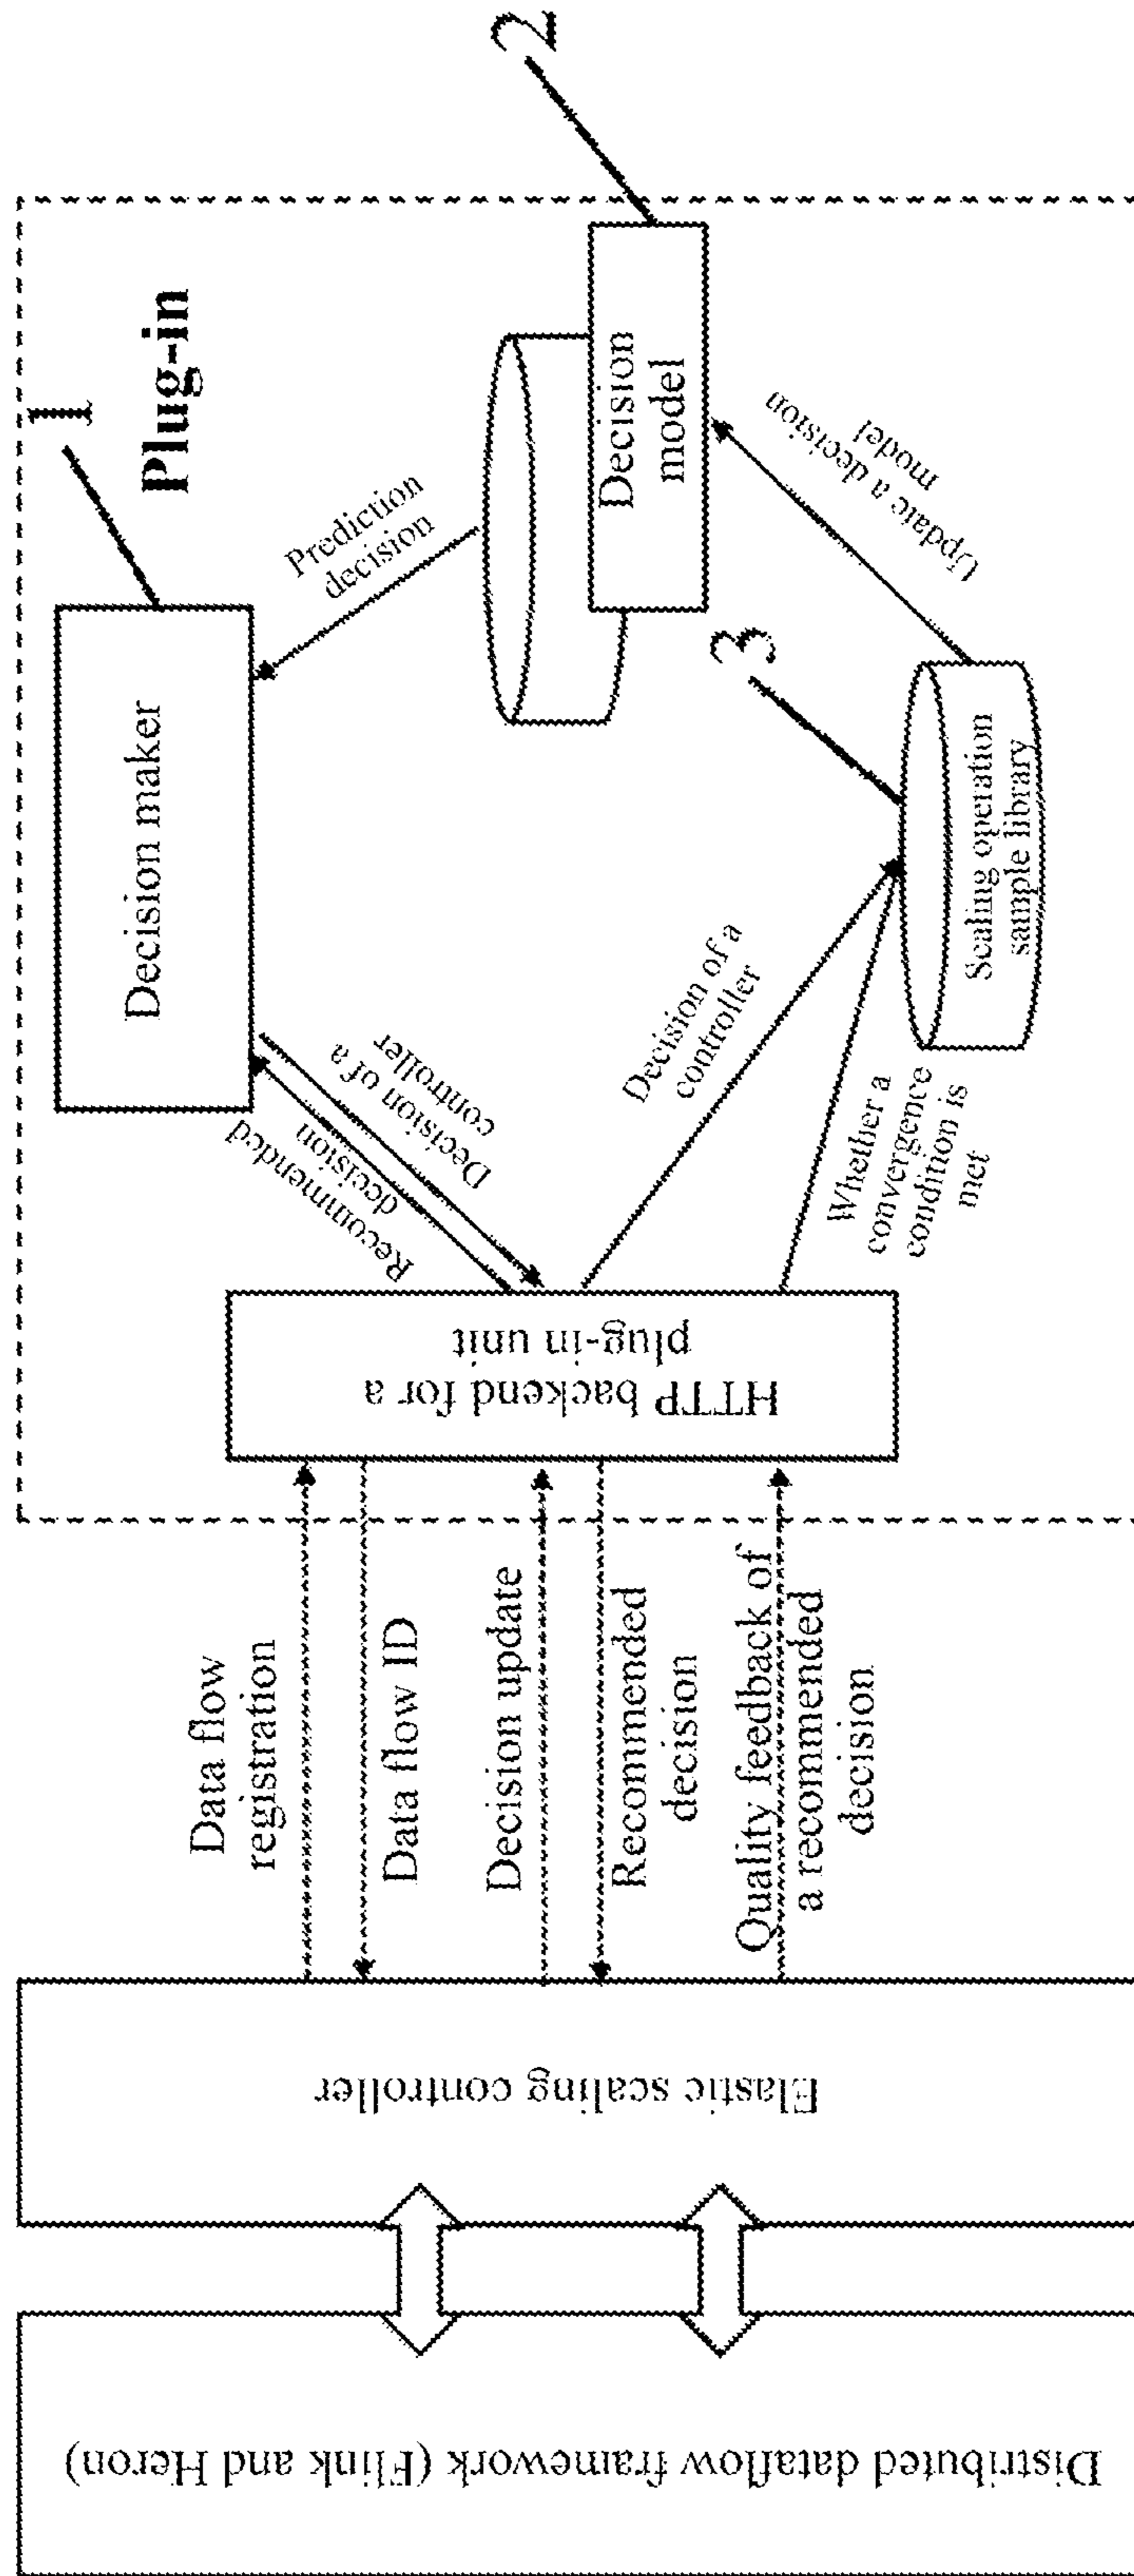 Distributed dataflow framework (Flink and Heron)
Elastic scaling controller
Data flow
registration
Data flow ID
Decision update
Recommended
decision
Quality feedback of
a recommended
decision
HTTP backend for a
plug-in unit
Plug-in
1
Decision maker
Recommended
decision
Decision of a
controller
Prediction
decision
2
Decision
model
Decision of a
controller
Whether a
convergence
condition is
met
3
Scaling operation
sample library
Update a decision
model